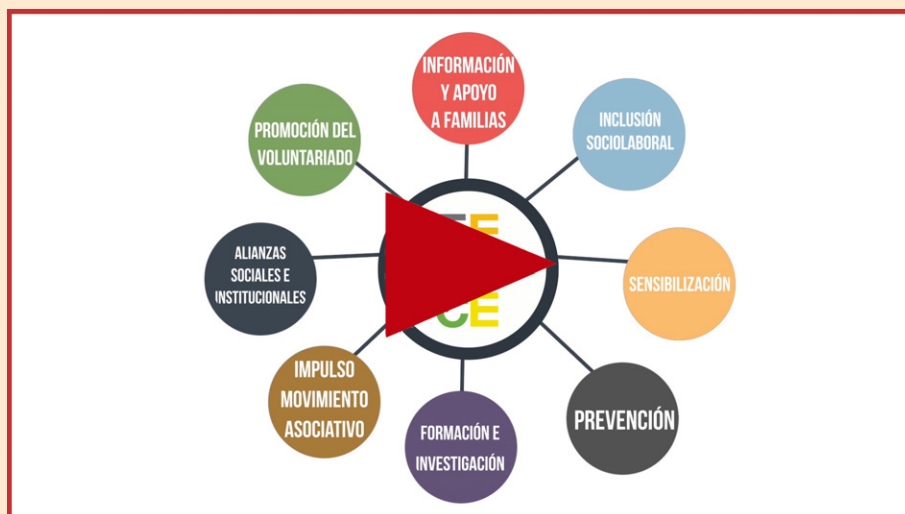 INFORMACIÓN
Y APOYO
A FAMILIAS
INCLUSIÓN
SOCIOLABORAL
SENSIBILIZACIÓN
PREVENCIÓN
FORMACIÓN E
INVESTIGACIÓN
IMPULSO
MOVIMIENTO
ASOCIATIVO
ALIANZAS
SOCIALES E
INSTITUCIONALES
PROMOCIÓN DEL
VOLUNTARIADO